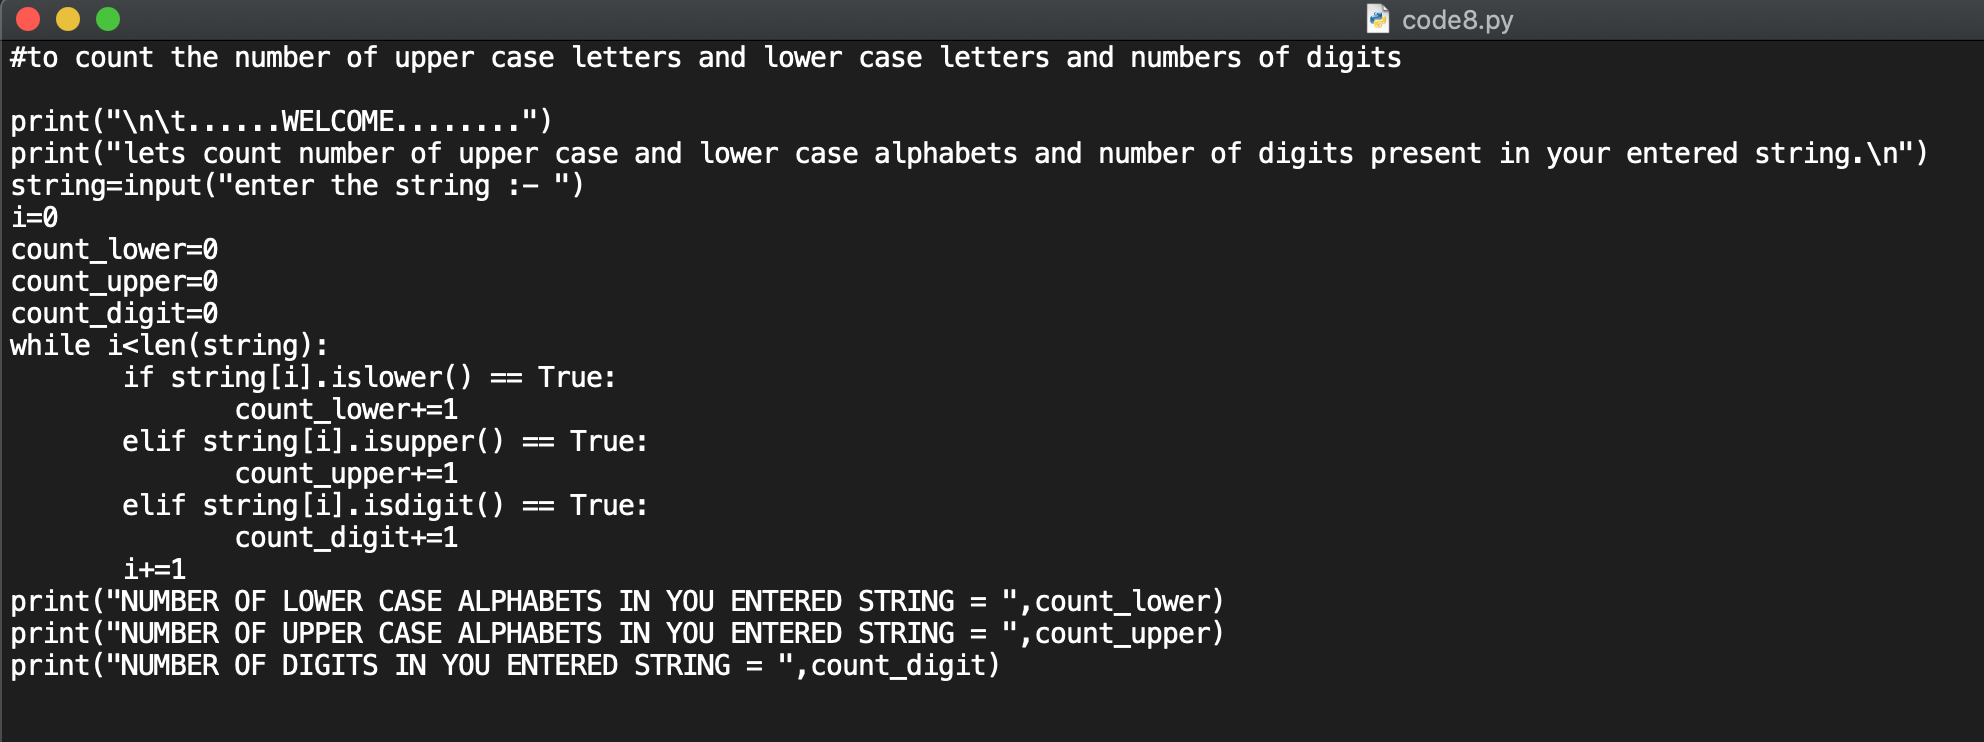 code8.py
#to count the number of upper case letters and lower case letters and numbers of digits
print("\n\t......WELCOME........")
print("lets count number of upper case and lower case alphabets and number of digits present in your entered string.\n")
string=input("enter the string :- ")
i=0
count_lower=0
count_upper=0
count_digit=0
while i<len(string):
       if string[i].islower() == True:
              count_lower+=1
       elif string[i].isupper() == True:
              count_upper+=1
       elif string[i].isdigit() == True:
              count_digit+=1
       i+=1
print("NUMBER OF LOWER CASE ALPHABETS IN YOU ENTERED STRING = ",count_lower)
print("NUMBER OF UPPER CASE ALPHABETS IN YOU ENTERED STRING = ",count_upper)
print("NUMBER OF DIGITS IN YOU ENTERED STRING = ",count_digit)